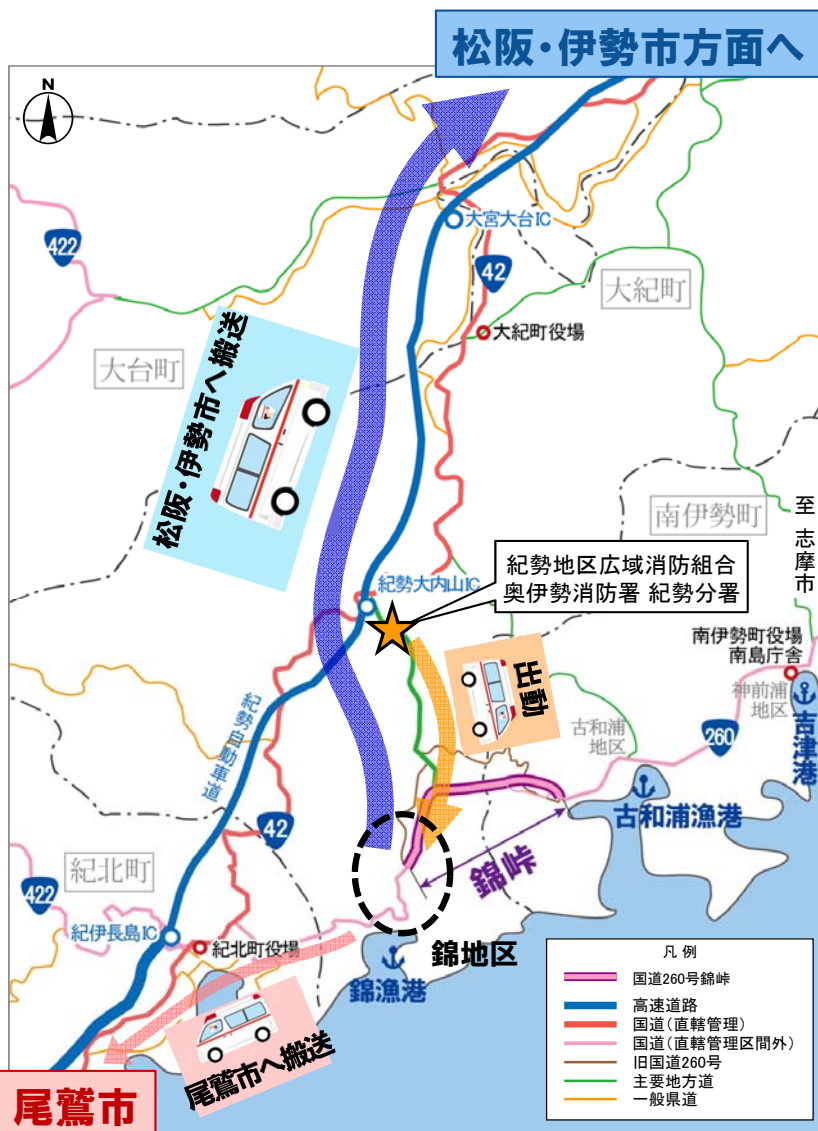 松阪・伊勢市方面へ
N
大宮大台IC
422
42
大紀町
大紀町役場
大台町
松阪・伊勢市へ搬送
南伊勢町
至 志摩市
紀勢地区広域消防組合
奥伊勢消防署 紀勢分署
紀勢大内山IC
南伊勢町役場
南島庁舎
出動
神前浦
地区
古和浦
地区
260
吉津港
紀勢自動車道
古和浦漁港
42
錦峠
紀北町
422
紀伊長島IC
紀北町役場
錦地区
錦漁港
尾鷲市へ搬送
尾鷲市
凡 例
国道260号錦峠
高速道路
国道(直轄管理)
国道(直轄管理区間外)
旧国道260号
主要地方道
一般県道